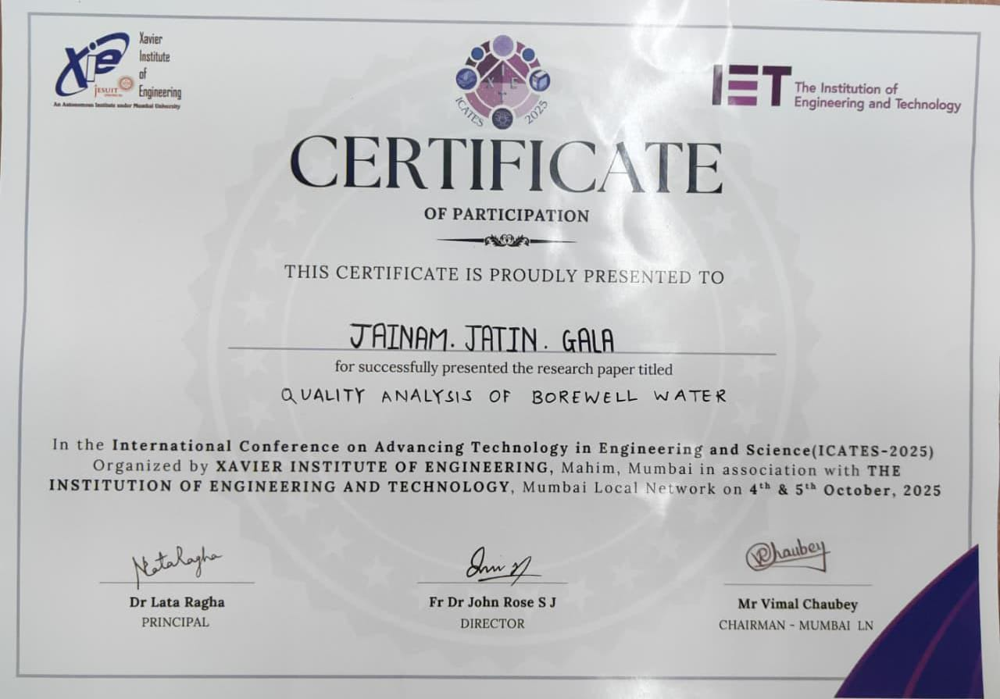 Xavier
Institute
of
Engineering
Xie
JESUIT
An Autonomous Institute under Mumbai University
X I E
T
ICATES 2025
IET The Institution of
Engineering and Technology
CERTIFICATE
OF PARTICIPATION
THIS CERTIFICATE IS PROUDLY PRESENTED TO
JAINAM. JATIN. GALA
for successfully presented the research paper titled
QUALITY ANALYSIS OF BOREWELL WATER
In the International Conference on Advancing Technology in Engineering and Science(ICATES-2025)
Organized by XAVIER INSTITUTE OF ENGINEERING, Mahim, Mumbai in association with THE
INSTITUTION OF ENGINEERING AND TECHNOLOGY, Mumbai Local Network on 4th & 5th October, 2025
LataRagha
Chaubey
Dr Lata Ragha
PRINCIPAL
Fr Dr John Rose S J
DIRECTOR
Mr Vimal Chaubey
CHAIRMAN - MUMBAI LN